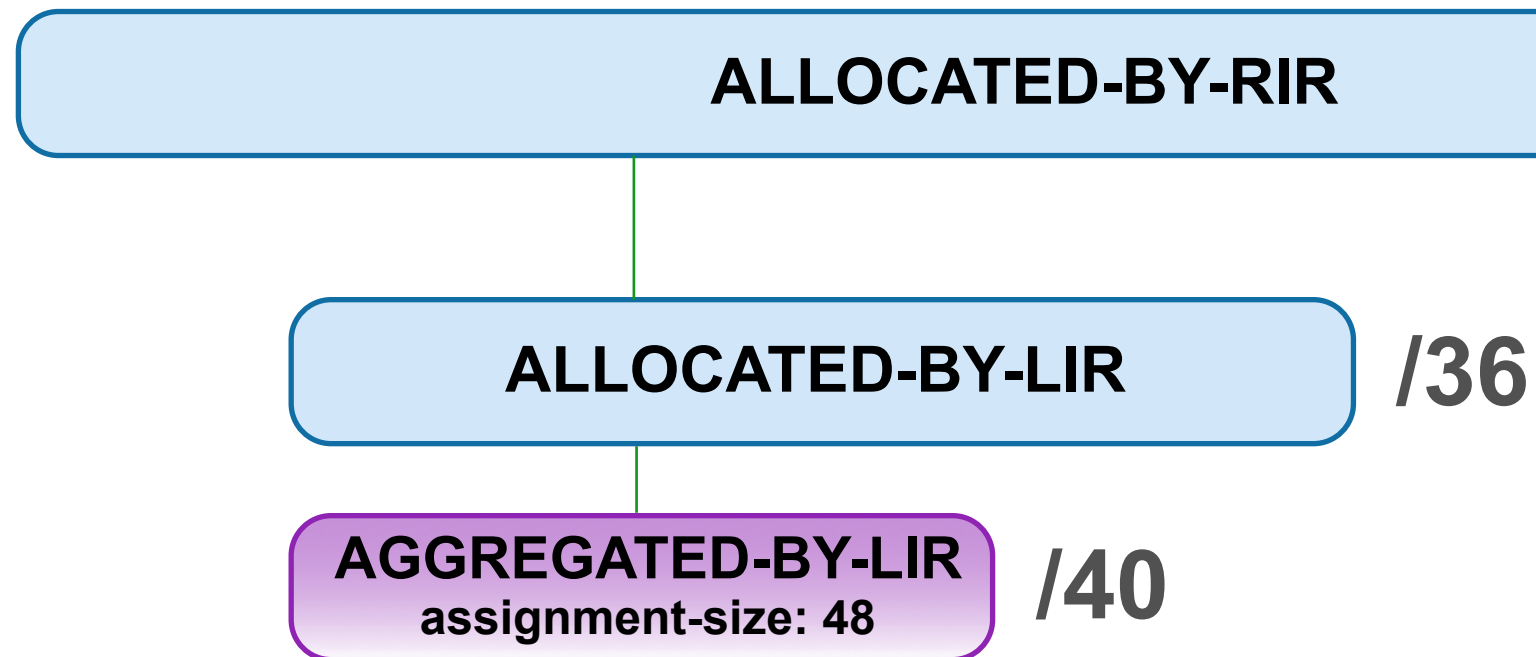 ALLOCATED-BY-RIR
ALLOCATED-BY-LIR
/36
AGGREGATED-BY-LIR
assignment-size: 48
/40